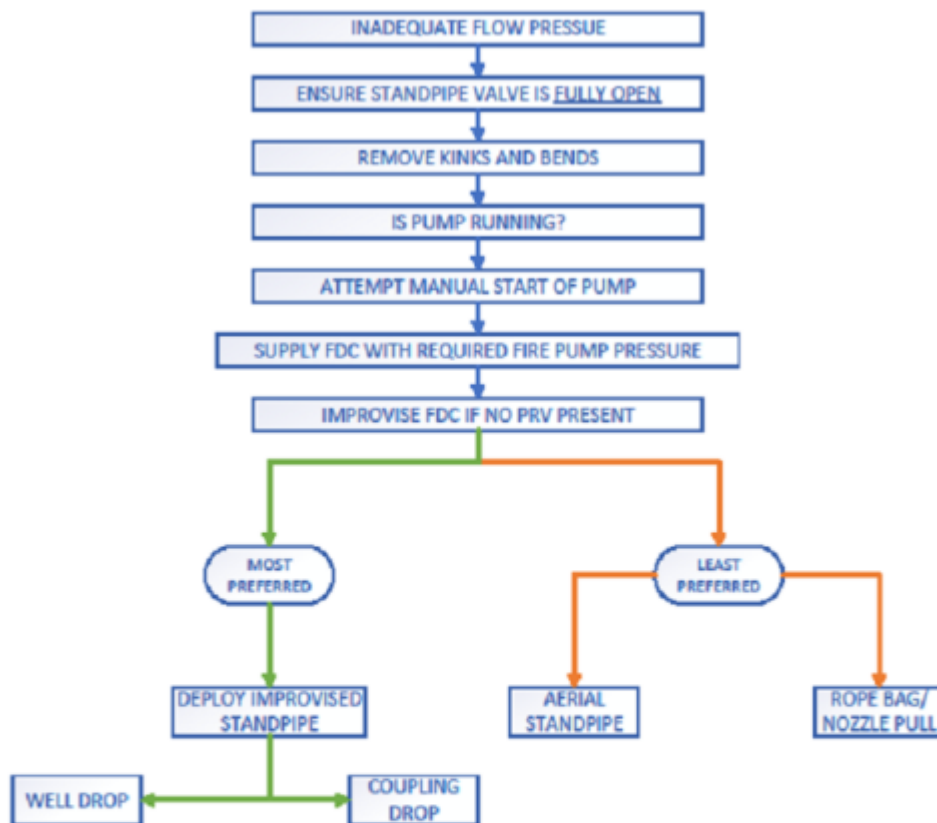 INADEQUATE FLOW PRESSUE
ENSURE STANDPIPE VALVE IS FULLY OPEN
REMOVE KINKS AND BENDS
IS PUMP RUNNING?
ATTEMPT MANUAL START OF PUMP
SUPPLY FDC WITH REQUIRED FIRE PUMP PRESSURE
IMPROVISE FDC IF NO PRV PRESENT
MOST
PREFERRED
LEAST
PREFERRED
DEPLOY IMPROVISED
STANDPIPE
AERIAL
STANDPIPE
ROPE BAG/
NOZZLE PULL
WELL DROP
COUPLING
DROP